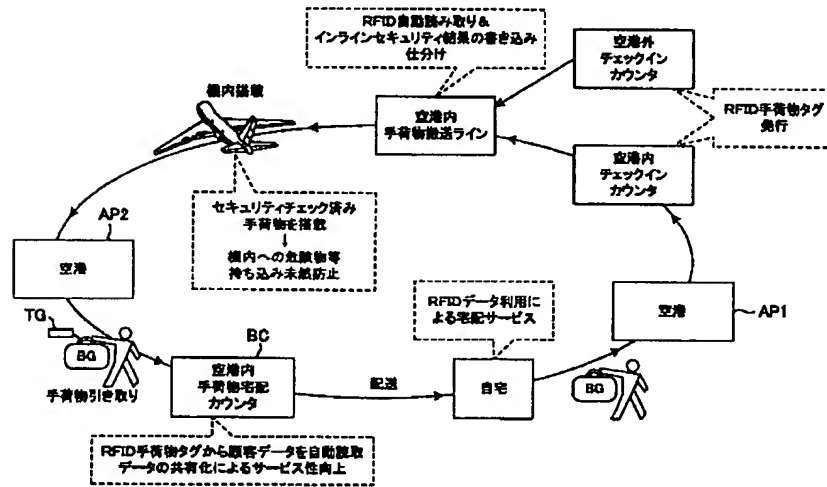 RFID自動読み取り＆
インラインセキュリティ結果の書き込み
仕分け
空港外
チェックイン
カウンタ
機内搭載
空港内
手荷物搬送ライン
RFID手荷物タグ
発行
空港内
チェックイン
カウンタ
セキュリティチェック済み
手荷物を搭載
↓
機内への危険物等
持ち込み未然防止
AP2
空港
RFIDデータ利用に
よる宅配サービス
空港
AP1
TG
BG
手荷物引き取り
BC
空港内
手荷物宅配
カウンタ
配送
自宅
BG
RFID手荷物タグから顧客データを自動読取
データの共有化によるサービス性向上